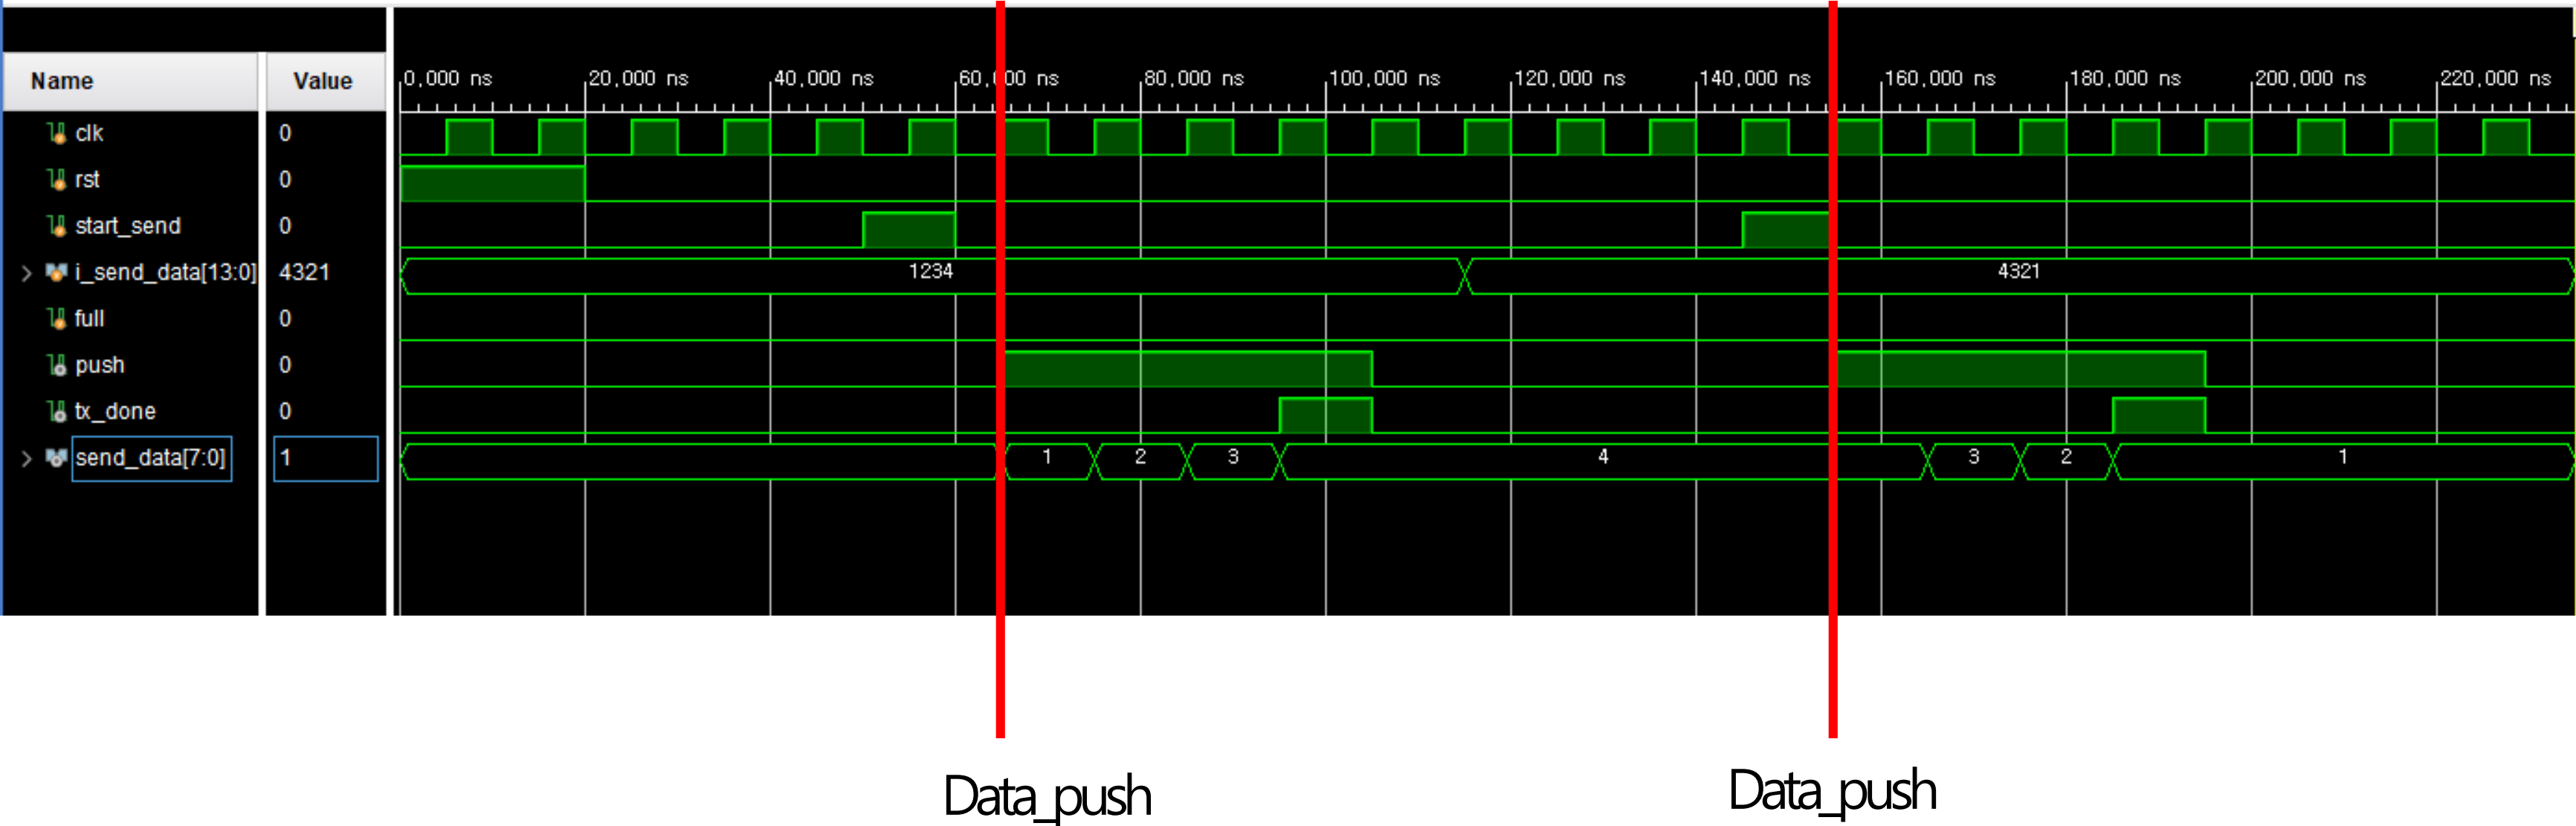 Name Value 0,000 ns 20,000 ns 40,000 ns 60,000 ns 80,000 ns 100,000 ns 120,000 ns 140,000 ns 160,000 ns 180,000 ns 200,000 ns 220,000 ns
clk 0
rst 0
start_send 0
i_send_data[13:0] 4321 1234 4321
full 0
push 0
tx_done 0
send_data[7:0] 1 1 2 3 4 3 2 1
Data_push Data_push